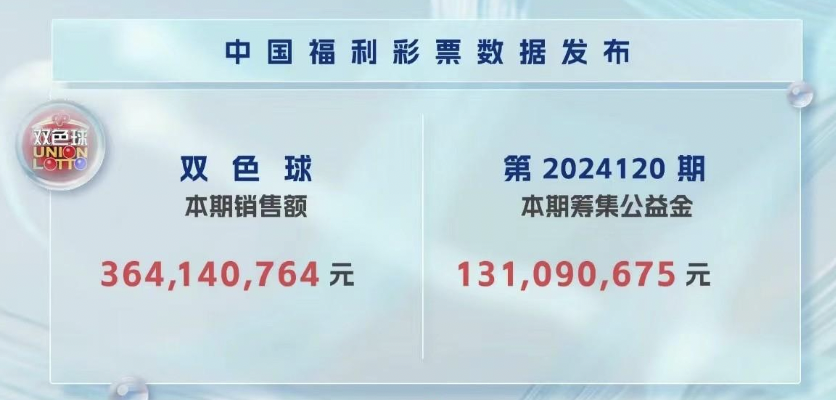 中国福利彩票数据发布
双色球
UNION
LOTTO
双色球
本期销售额
364,140,764 元
第 2024120 期
本期筹集公益金
131,090,675 元